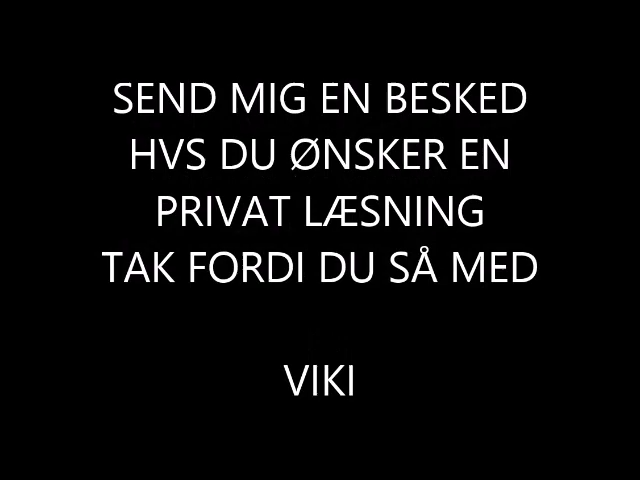 SEND MIG EN BESKED
HVS DU ØNSKER EN
PRIVAT LÆSNING
TAK FORDI DU SÅ MED
VIKI